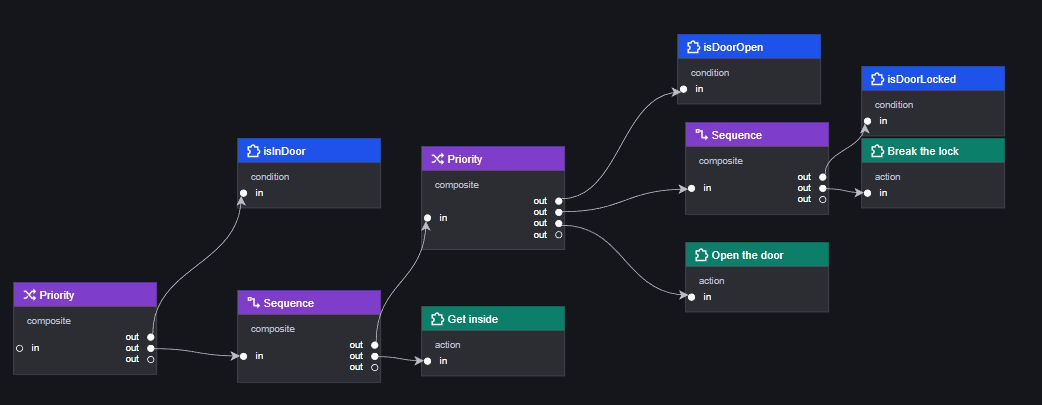 isDoorOpen
condition
in
isDoorLocked
condition
in
Sequence
composite
out
in
out
out
Break the lock
action
in
isInDoor
condition
in
Priority
composite
out
out
in
out
out
Open the door
action
in
Priority
composite
out
in
out
out
Sequence
composite
out
in
out
out
Get inside
action
in